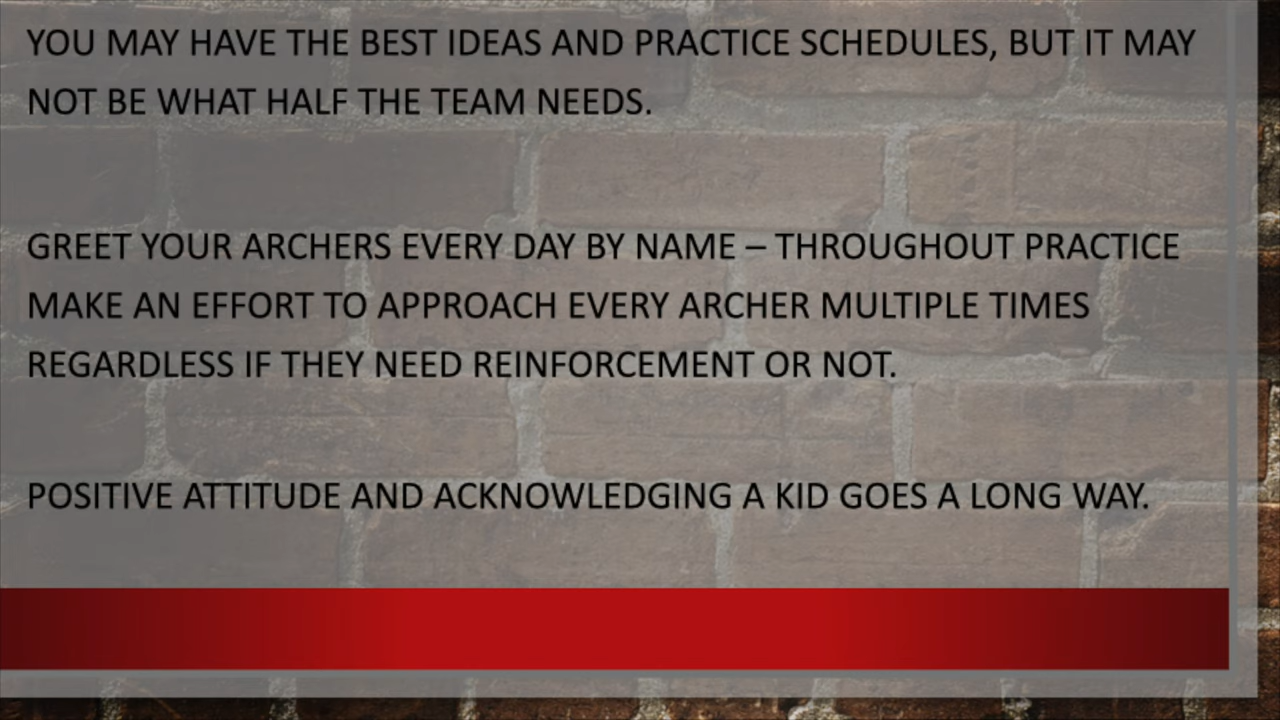 YOU MAY HAVE THE BEST IDEAS AND PRACTICE SCHEDULES, BUT IT MAY
NOT BE WHAT HALF THE TEAM NEEDS.
GREET YOUR ARCHERS EVERY DAY BY NAME – THROUGHOUT PRACTICE
MAKE AN EFFORT TO APPROACH EVERY ARCHER MULTIPLE TIMES
REGARDLESS IF THEY NEED REINFORCEMENT OR NOT.
POSITIVE ATTITUDE AND ACKNOWLEDGING A KID GOES A LONG WAY.